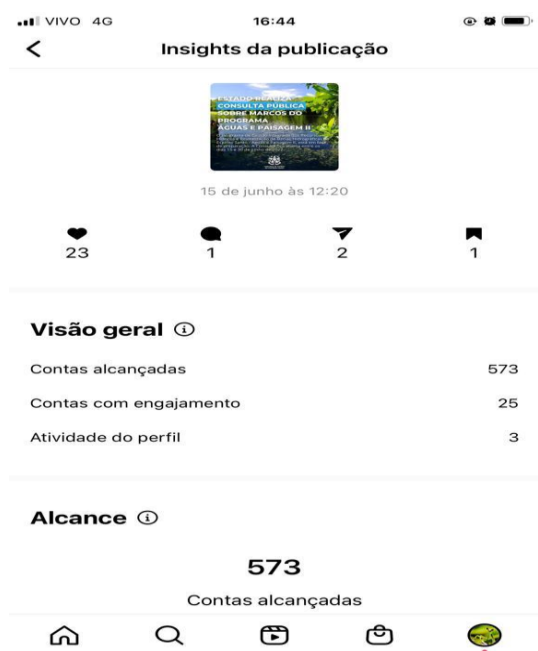 VIVO 4G 16:44
Insights da publicação
ESTADO REALIZA
CONSULTA PÚBLICA
SOBRE MARCOS DO
PROGRAMA
ÁGUAS E PAISAGEM II
15 de junho às 12:20
23 1 2 1
Visão geral
Contas alcançadas 573
Contas com engajamento 25
Atividade do perfil 3
Alcance
573
Contas alcançadas